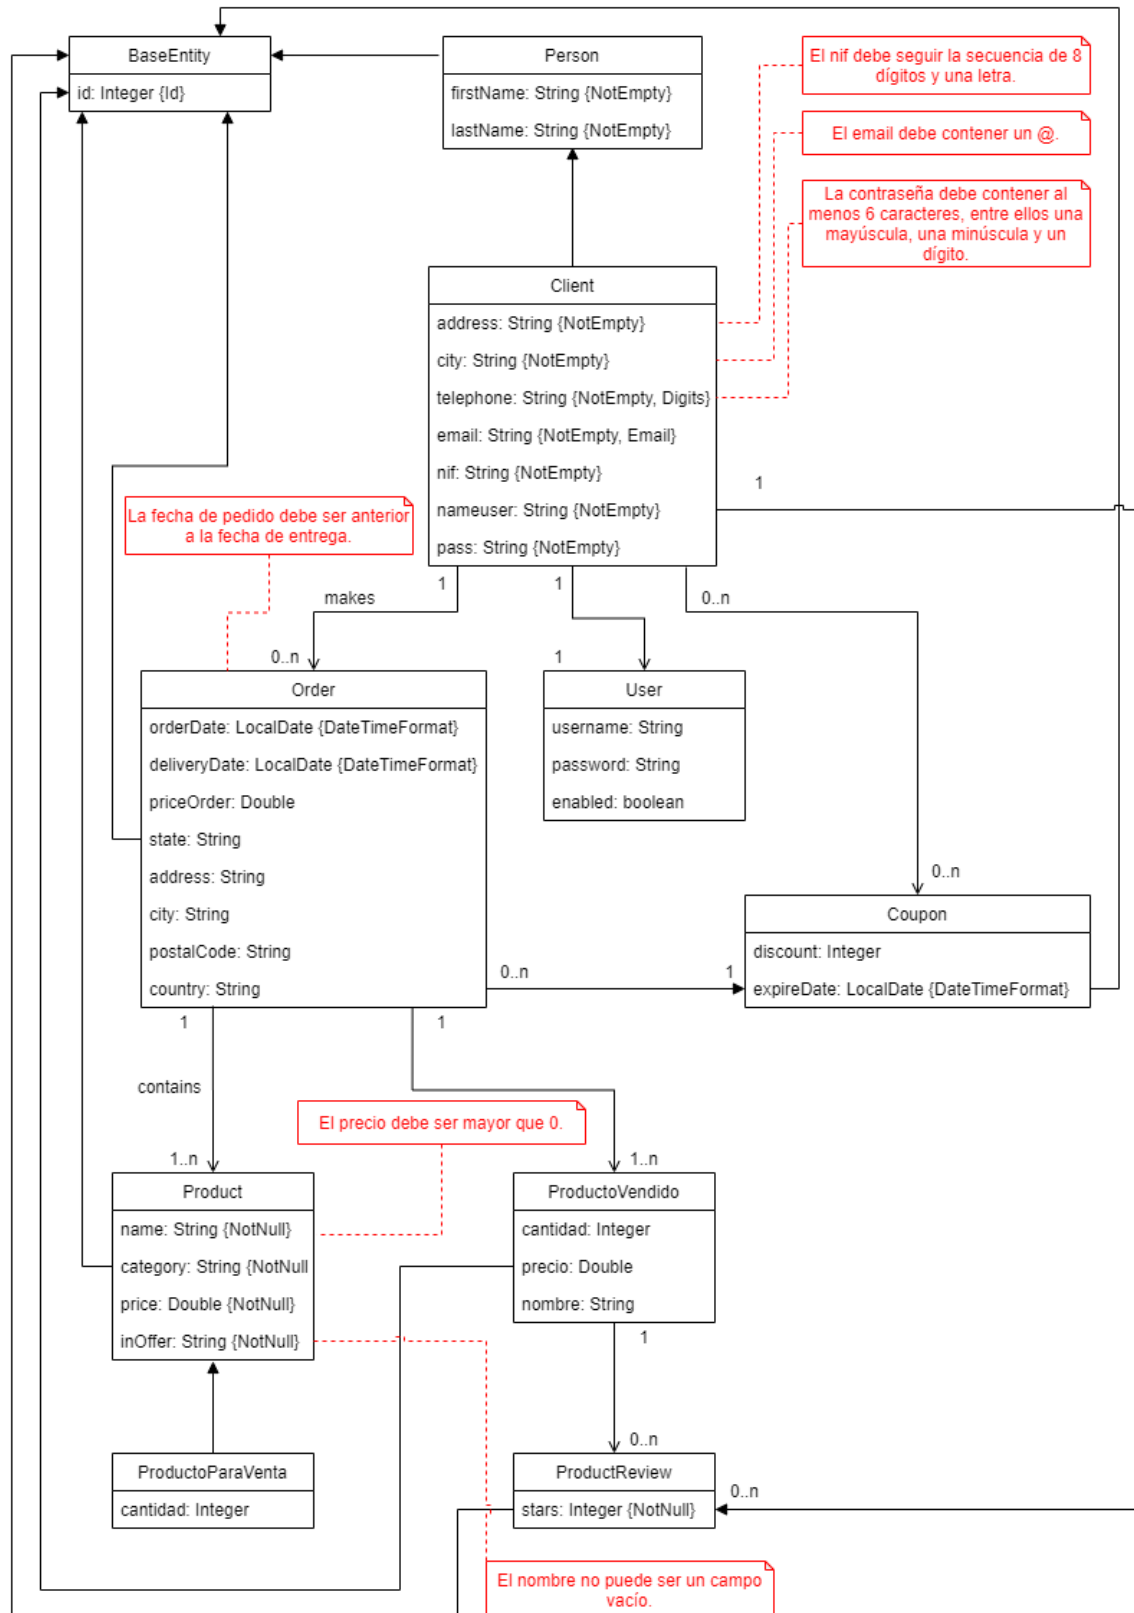 BaseEntity
id: Integer {Id}
Person
firstName: String {NotEmpty}
lastName: String {NotEmpty}
El nif debe seguir la secuencia de 8
dígitos y una letra.
El email debe contener un @.
La contraseña debe contener al
menos 6 caracteres, entre ellos una
mayúscula, una minúscula y un
dígito.
Client
address: String {NotEmpty}
city: String {NotEmpty}
telephone: String {NotEmpty, Digits}
email: String {NotEmpty, Email}
nif: String {NotEmpty}
nameuser: String {NotEmpty}
pass: String {NotEmpty}
1
La fecha de pedido debe ser anterior
a la fecha de entrega.
1
1
0..n
makes
0..n
1
Order
orderDate: LocalDate {DateTimeFormat}
deliveryDate: LocalDate {DateTimeFormat}
priceOrder: Double
state: String
address: String
city: String
postalCode: String
country: String
User
username: String
password: String
enabled: boolean
0..n
Coupon
discount: Integer
expireDate: LocalDate {DateTimeFormat}
0..n
1
1
1
contains
El precio debe ser mayor que 0.
1..n
1..n
Product
name: String {NotNull}
category: String {NotNull
price: Double {NotNull}
inOffer: String {NotNull}
ProductoVendido
cantidad: Integer
precio: Double
nombre: String
1
0..n
ProductoParaVenta
cantidad: Integer
ProductReview
stars: Integer {NotNull}
0..n
El nombre no puede ser un campo
vacío.